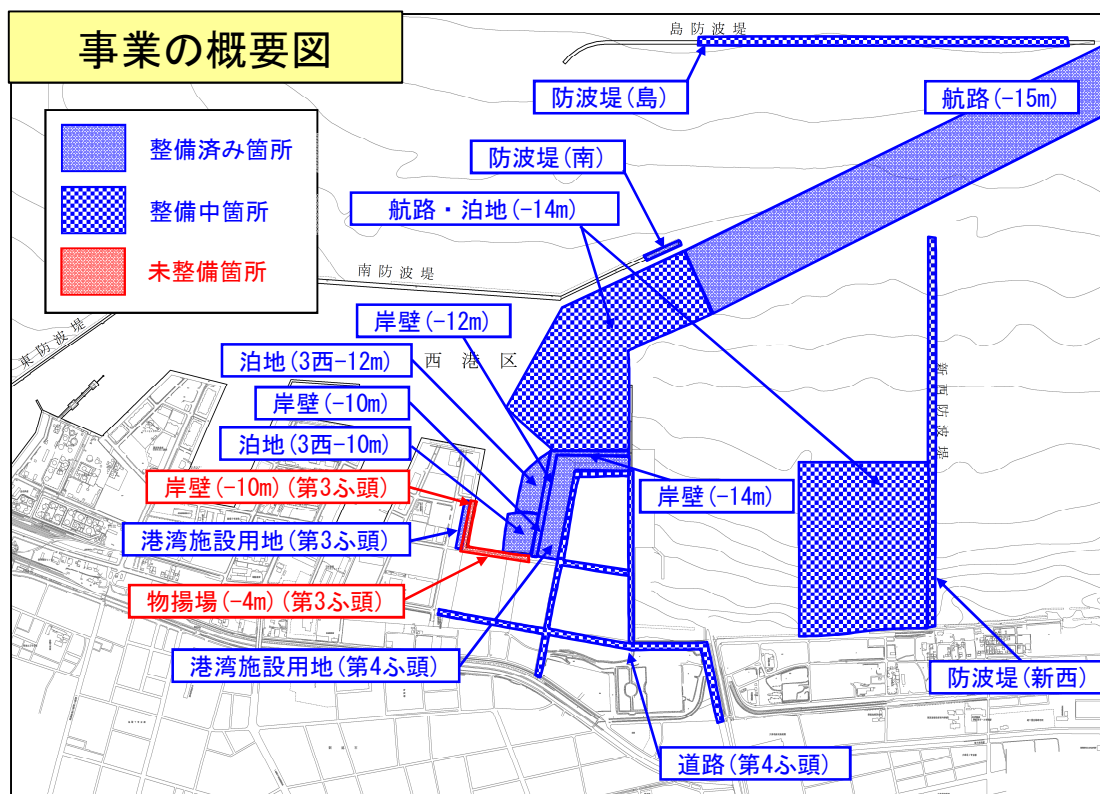 事業の概要図
島防波堤
防波堤(島)
航路(-15m)
整備済み箇所
整備中箇所
未整備箇所
防波堤(南)
航路・泊地(-14m)
南防波堤
岸壁(-12m)
東防波堤
西港区
泊地(3西-12m)
岸壁(-10m)
泊地(3西-10m)
新西防波堤
岸壁(-10m)(第3ふ頭)
岸壁(-14m)
港湾施設用地(第3ふ頭)
物揚場(-4m)(第3ふ頭)
港湾施設用地(第4ふ頭)
防波堤(新西)
道路(第4ふ頭)